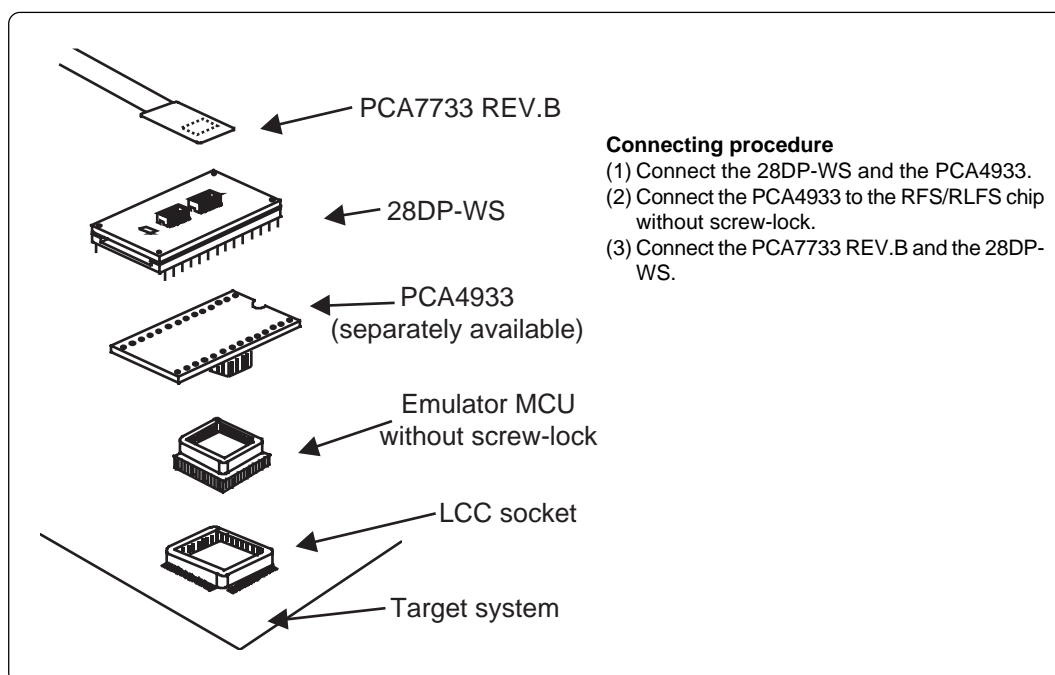 PCA7733 REV.B
28DP-WS
PCA4933
(separately available)
Emulator MCU
without screw-lock
LCC socket
Target system
Connecting procedure
(1) Connect the 28DP-WS and the PCA4933.
(2) Connect the PCA4933 to the RFS/RLFS chip
without screw-lock.
(3) Connect the PCA7733 REV.B and the 28DP-
WS.